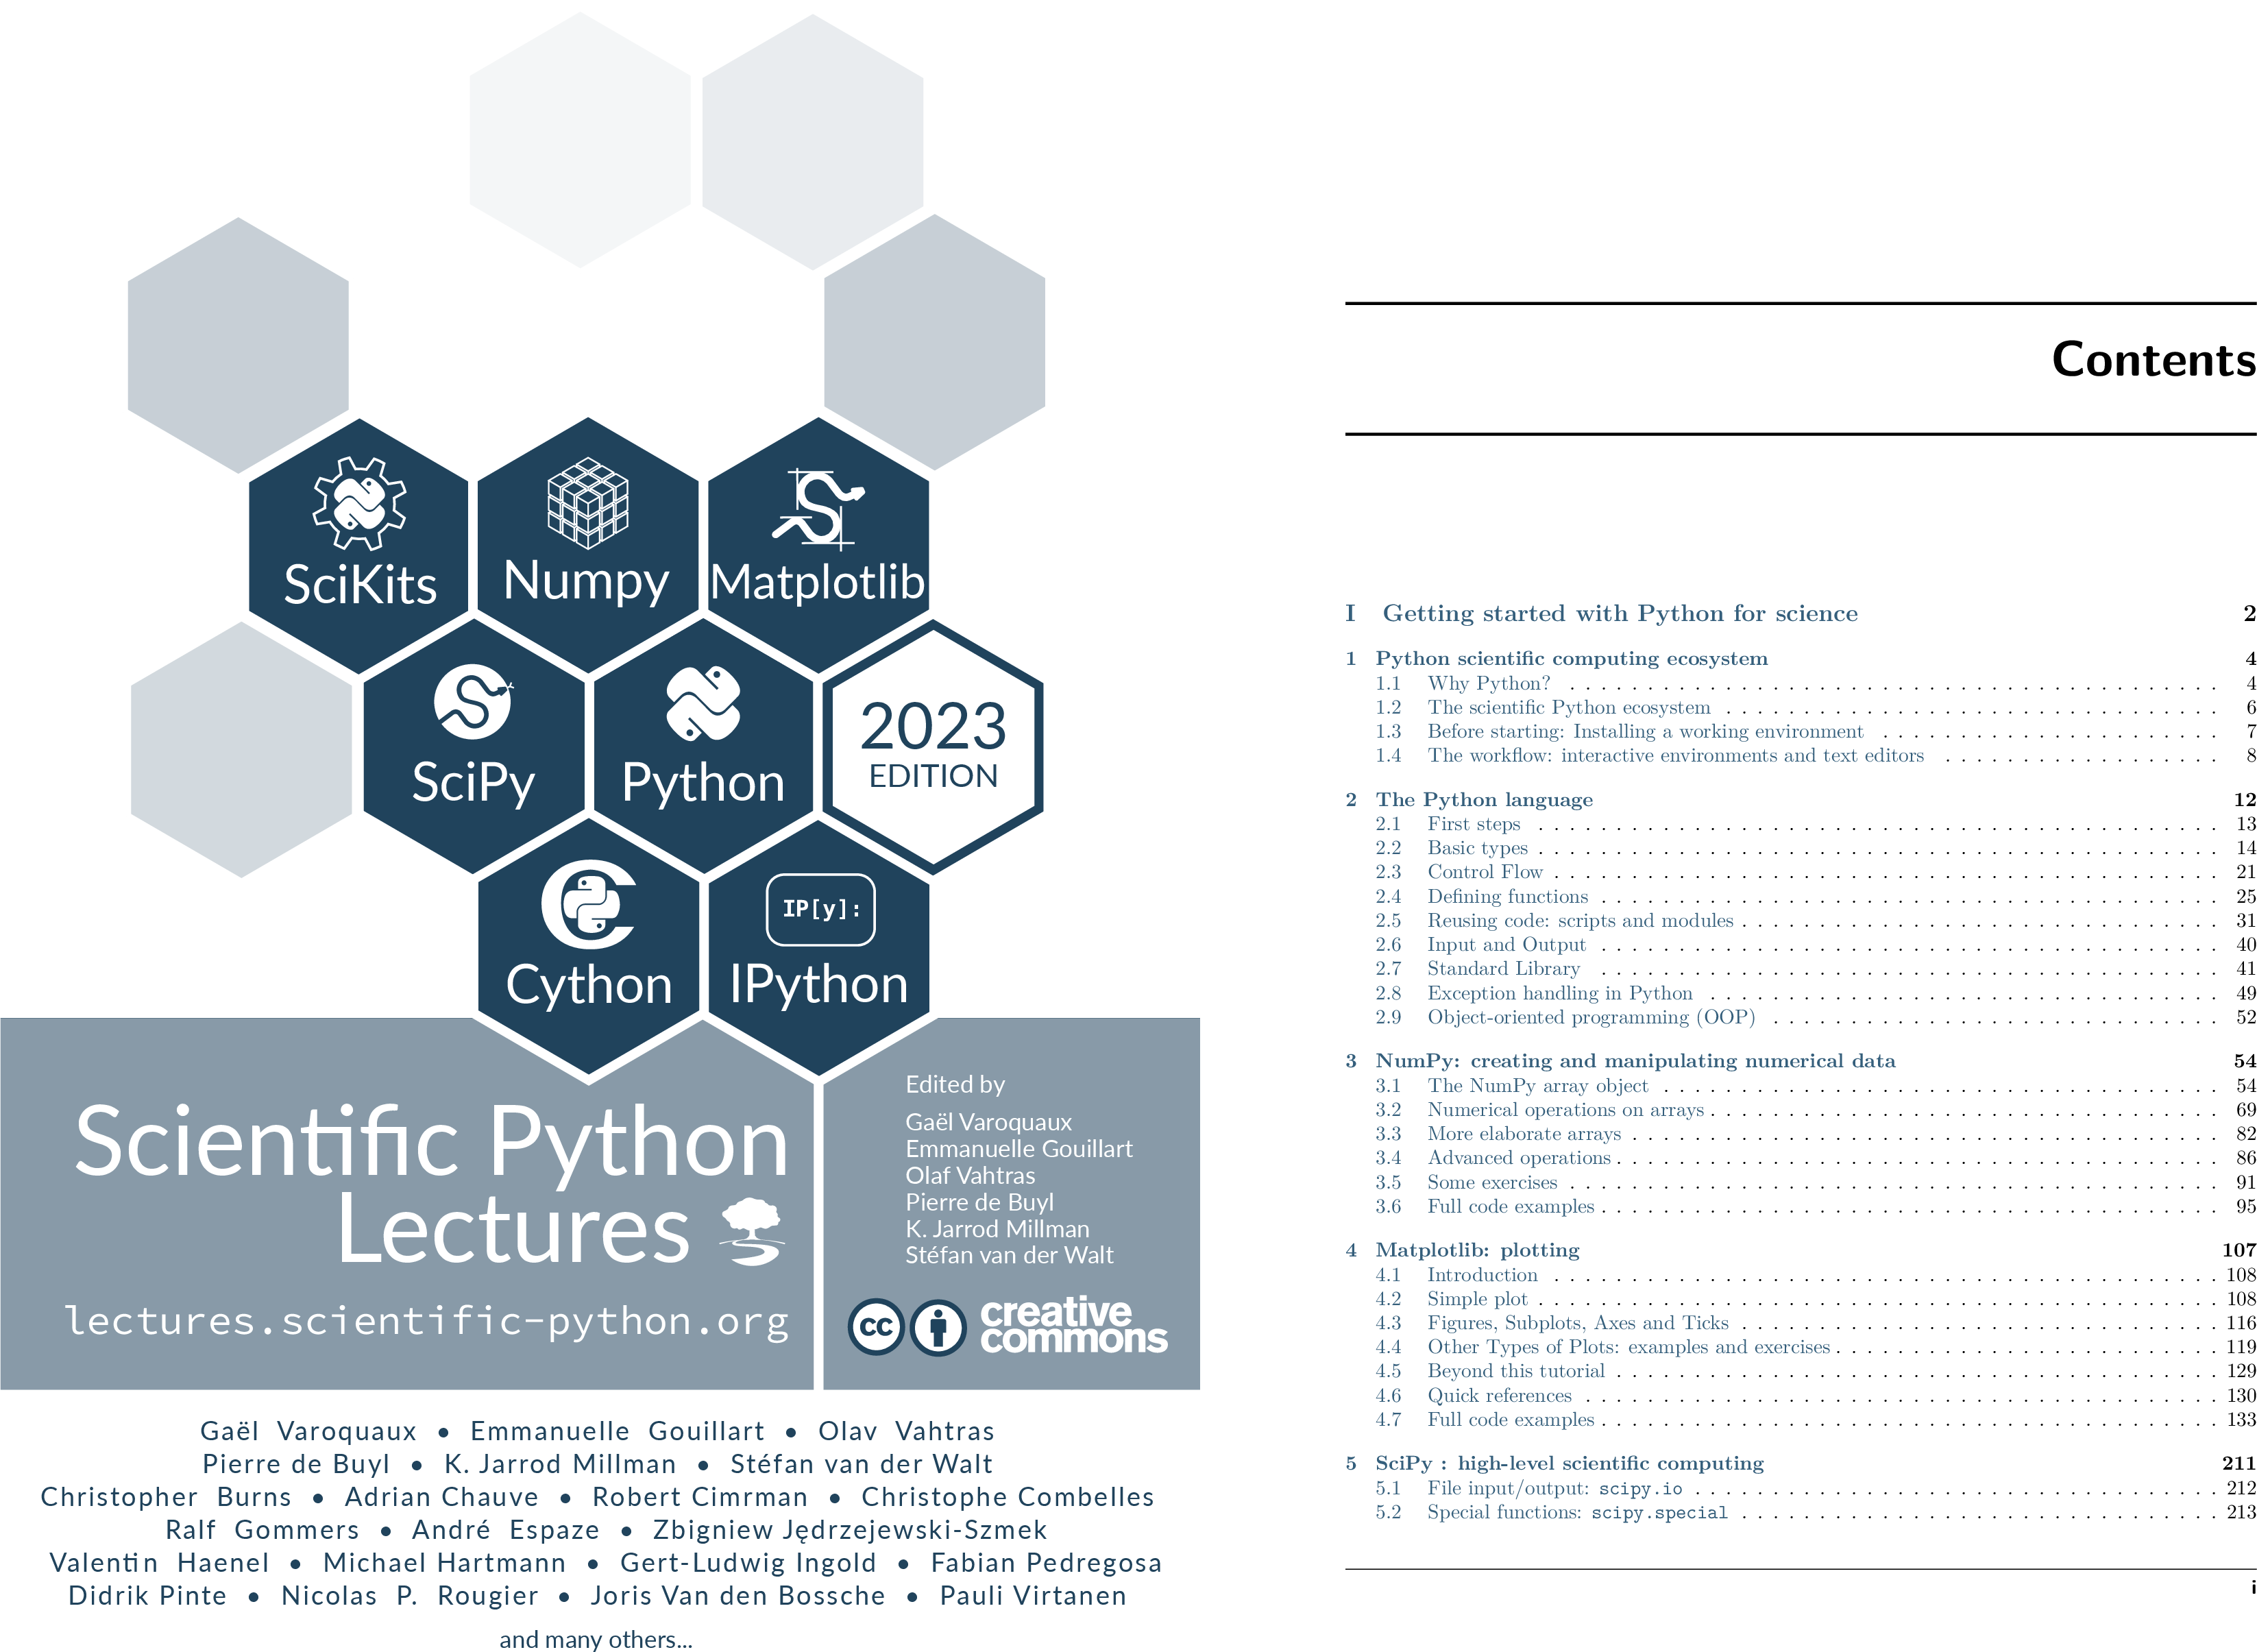 SciKits
Numpy
Matplotlib
SciPy
Python
2023
EDITION
Cython
IP[y]:
IPython
Scientific Python
Lectures
lectures.scientific-python.org
Edited by
Gaël Varoquaux
Emmanuelle Gouillart
Olaf Vahtras
Pierre de Buyl
K. Jarrod Millman
Stéfan van der Walt
cc
creative
commons
Gaël Varoquaux • Emmanuelle Gouillart • Olav Vahtras
Pierre de Buyl • K. Jarrod Millman • Stéfan van der Walt
Christopher Burns • Adrian Chauve • Robert Cimrman • Christophe Combelles
Ralf Gommers • André Espaze • Zbigniew Jędrzejewski-Szmek
Valentin Haenel • Michael Hartmann • Gert-Ludwig Ingold • Fabian Pedregosa
Didrik Pinte • Nicolas P. Rougier • Joris Van den Bossche • Pauli Virtanen
and many others...
Contents
I Getting started with Python for science 2
1 Python scientific computing ecosystem 4
1.1 Why Python? 4
1.2 The scientific Python ecosystem 6
1.3 Before starting: Installing a working environment 7
1.4 The workflow: interactive environments and text editors 8
2 The Python language 12
2.1 First steps 13
2.2 Basic types 14
2.3 Control Flow 21
2.4 Defining functions 25
2.5 Reusing code: scripts and modules 31
2.6 Input and Output 40
2.7 Standard Library 41
2.8 Exception handling in Python 49
2.9 Object-oriented programming (OOP) 52
3 NumPy: creating and manipulating numerical data 54
3.1 The NumPy array object 54
3.2 Numerical operations on arrays 69
3.3 More elaborate arrays 82
3.4 Advanced operations 86
3.5 Some exercises 91
3.6 Full code examples 95
4 Matplotlib: plotting 107
4.1 Introduction 108
4.2 Simple plot 108
4.3 Figures, Subplots, Axes and Ticks 116
4.4 Other Types of Plots: examples and exercises 119
4.5 Beyond this tutorial 129
4.6 Quick references 130
4.7 Full code examples 133
5 SciPy : high-level scientific computing 211
5.1 File input/output: scipy.io 212
5.2 Special functions: scipy.special 213
i